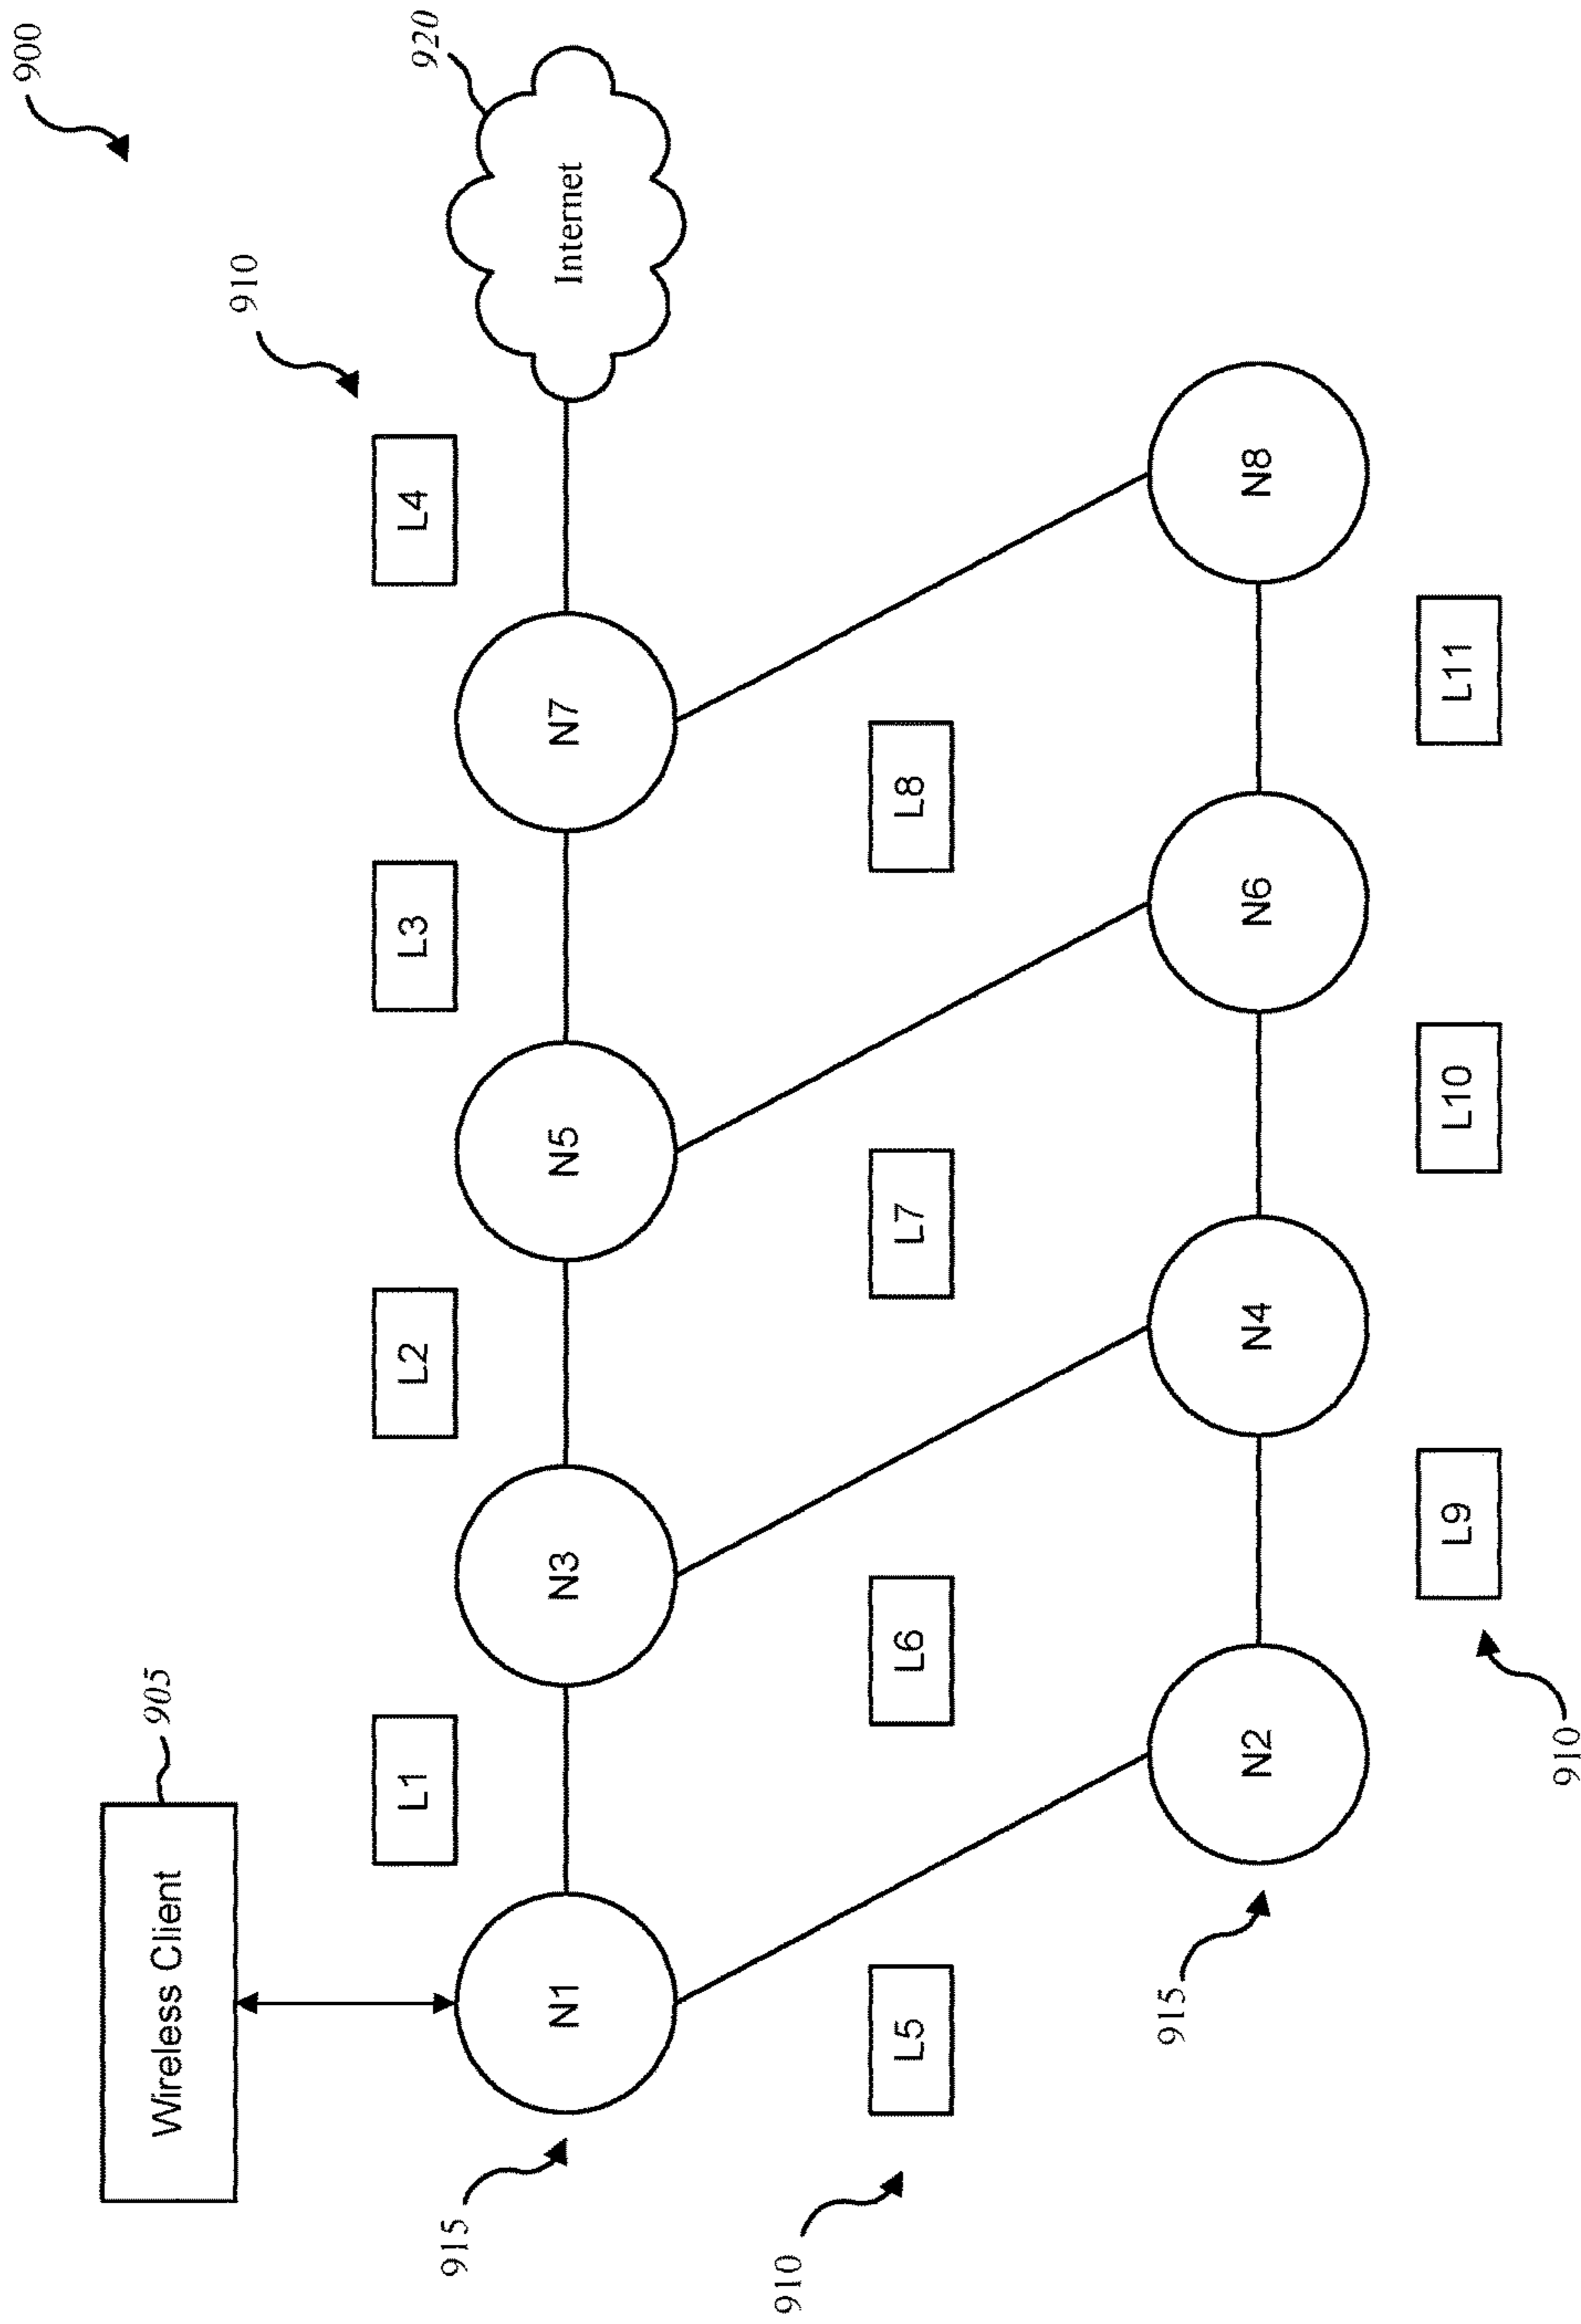 900
Wireless Client
905
910
920
L1
L2
L3
L4
915
N1
N3
N5
N7
Internet
910
L5
L6
L7
L8
915
N2
N4
N6
N8
L9
L10
L11
910